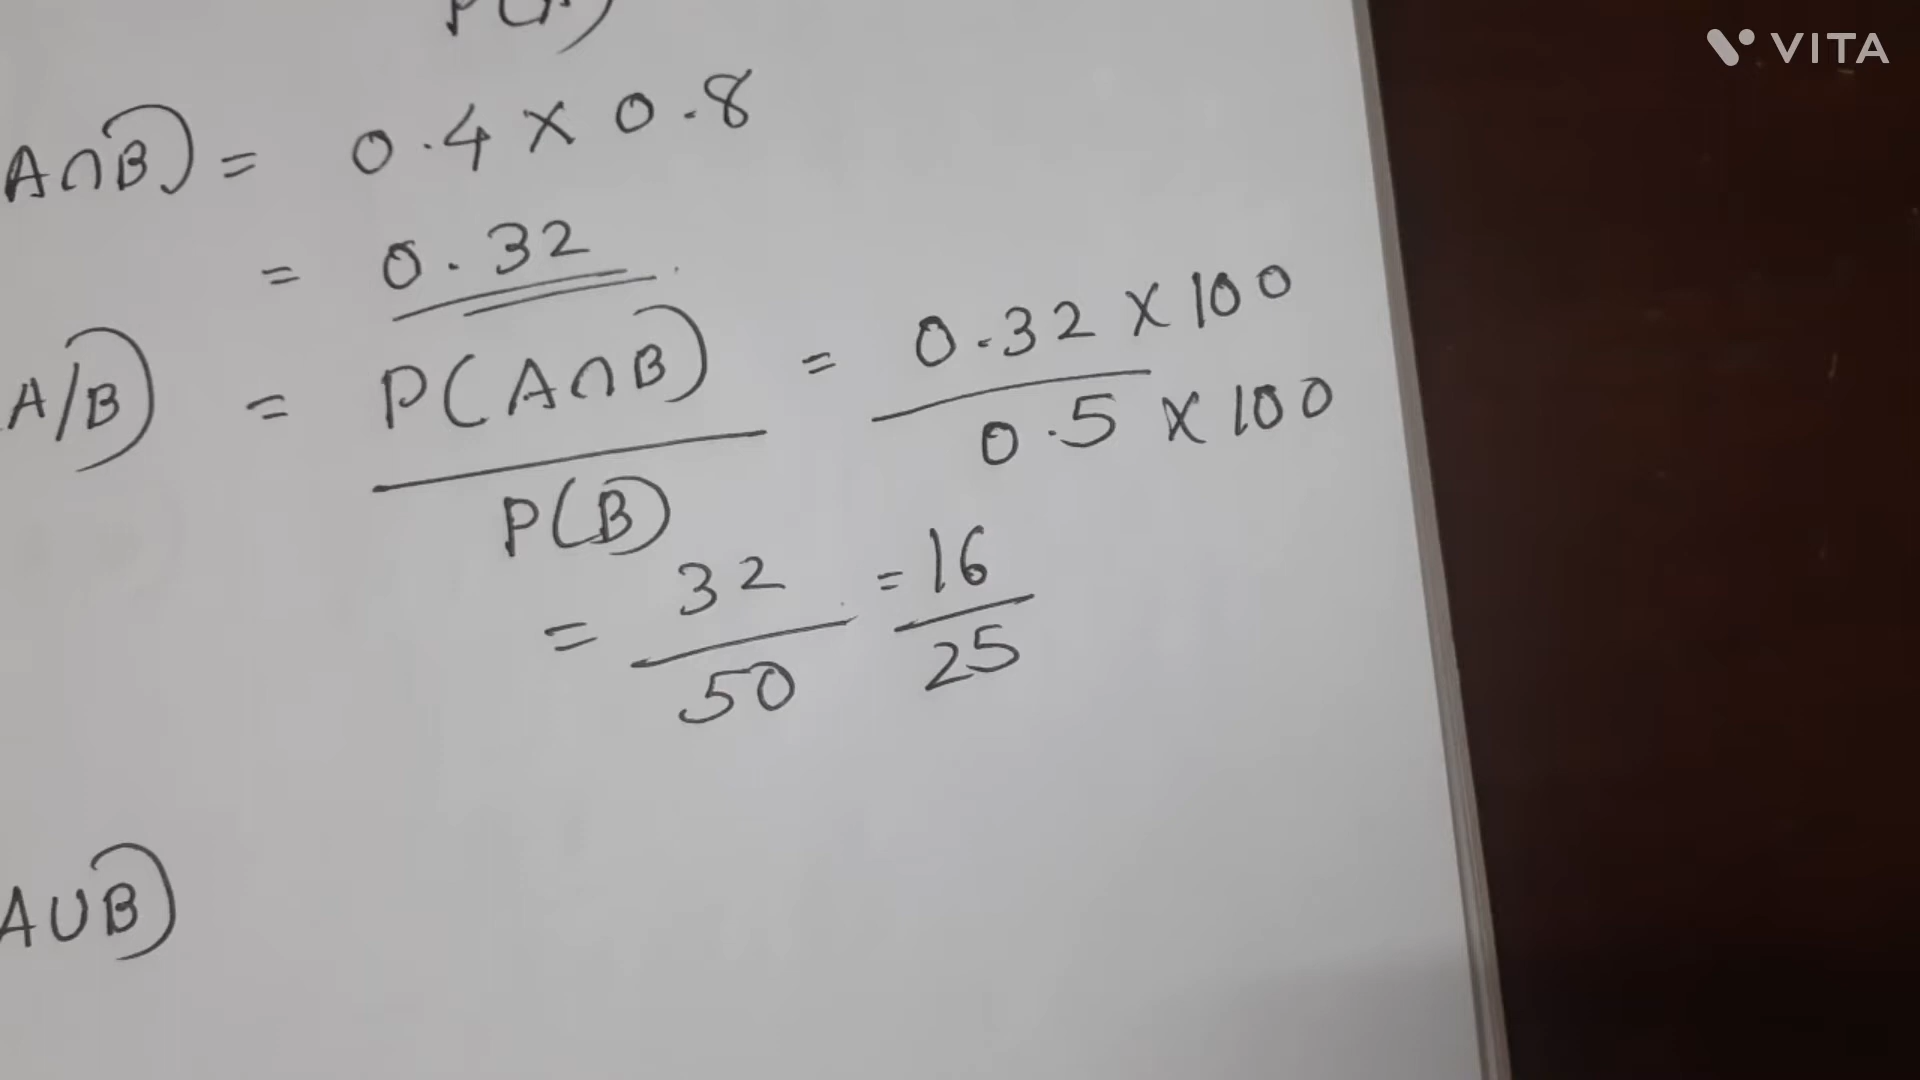 VITA
A∩B) = 0.4 × 0.8
= 0.32
A/B) = P(A∩B) / P(B) = 0.32 × 100 / 0.5 × 100
= 32 / 50 = 16 / 25
A∪B)